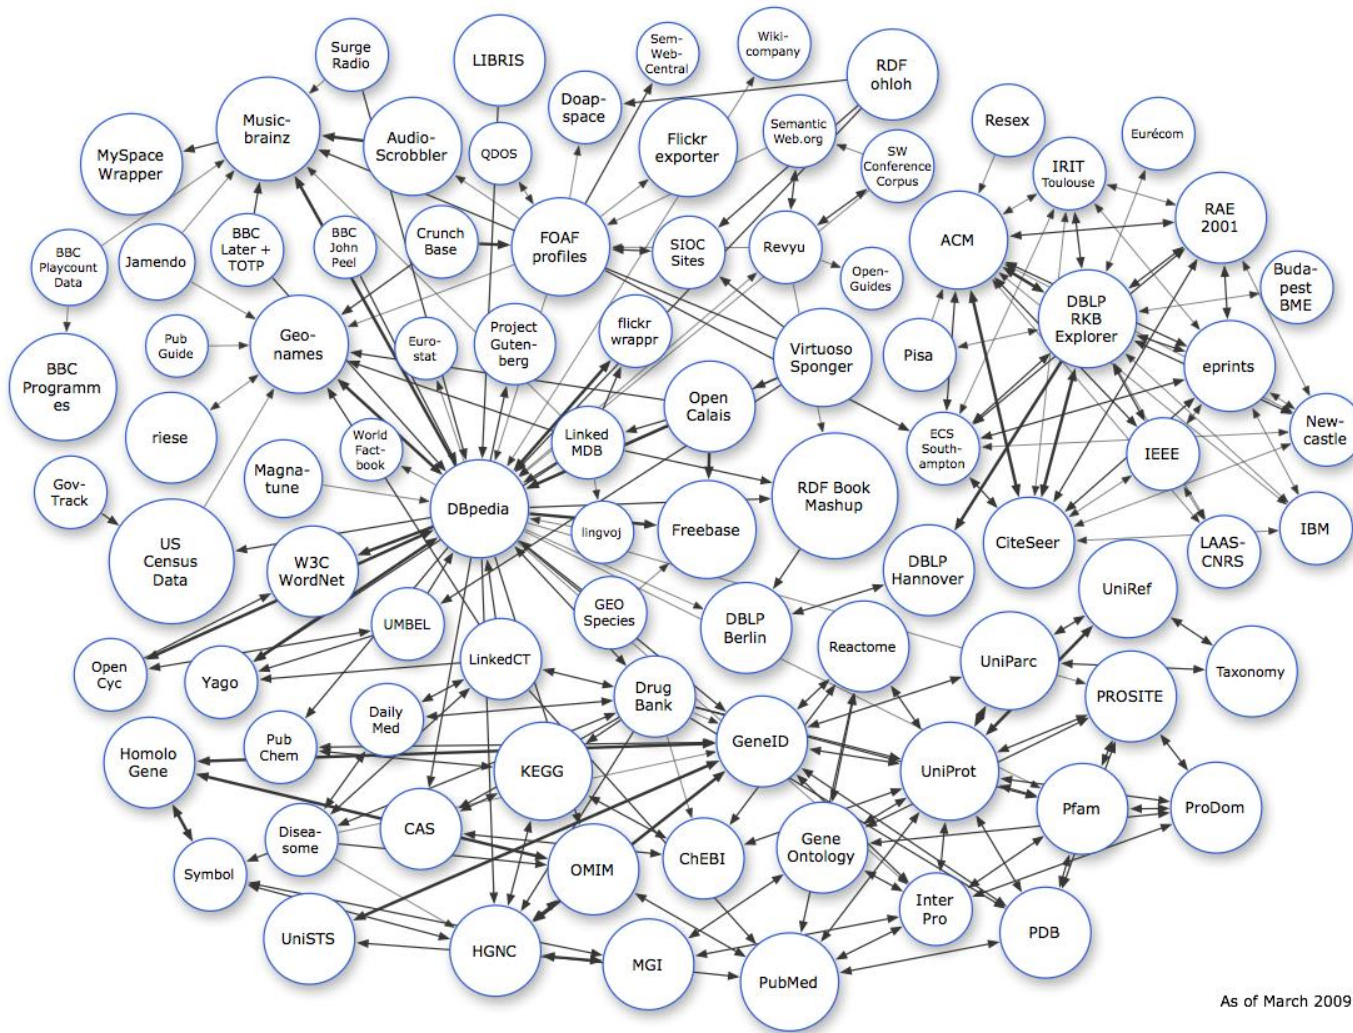 Surge
Radio
LIBRIS
Sem-
Web-
Central
Wiki-
company
RDF
ohloh
Doap-
space
Music-
brainz
Audio-
Scrobbler
QDOS
Flickr
exporter
Semantic
Web.org
SW
Conference
Corpus
Resex
Eurécom
IRIT
Toulouse
MySpace
Wrapper
RAE
2001
BBC
Playcount
Data
Jamendo
BBC
Later +
TOTP
BBC
John
Peel
Crunch
Base
FOAF
profiles
SIOC
Sites
Revyu
Open-
Guides
ACM
DBLP
RKB
Explorer
Buda-
pest
BME
Pub
Guide
Geo-
names
Euro-
stat
Project
Guten-
berg
flickr
wrappr
Virtuoso
Sponger
Pisa
eprints
BBC
Programm
es
riese
World
Fact-
book
Linked
MDB
Open
Calais
ECS
South-
ampton
IEEE
New-
castle
Gov-
Track
Magna-
tune
DBpedia
RDF Book
Mashup
Freebase
lingvoj
CiteSeer
LAAS-
CNRS
IBM
US
Census
Data
W3C
WordNet
DBLP
Hannover
UniRef
UMBEL
GEO
Species
DBLP
Berlin
Reactome
UniParc
Taxonomy
Open
Cyc
Yago
LinkedCT
Drug
Bank
PROSITE
Daily
Med
Homolo
Gene
Pub
Chem
KEGG
GeneID
UniProt
Pfam
ProDom
Disea-
some
CAS
OMIM
ChEBI
Gene
Ontology
Symbol
Inter
Pro
UniSTS
HGNC
MGI
PubMed
PDB
As of March 2009